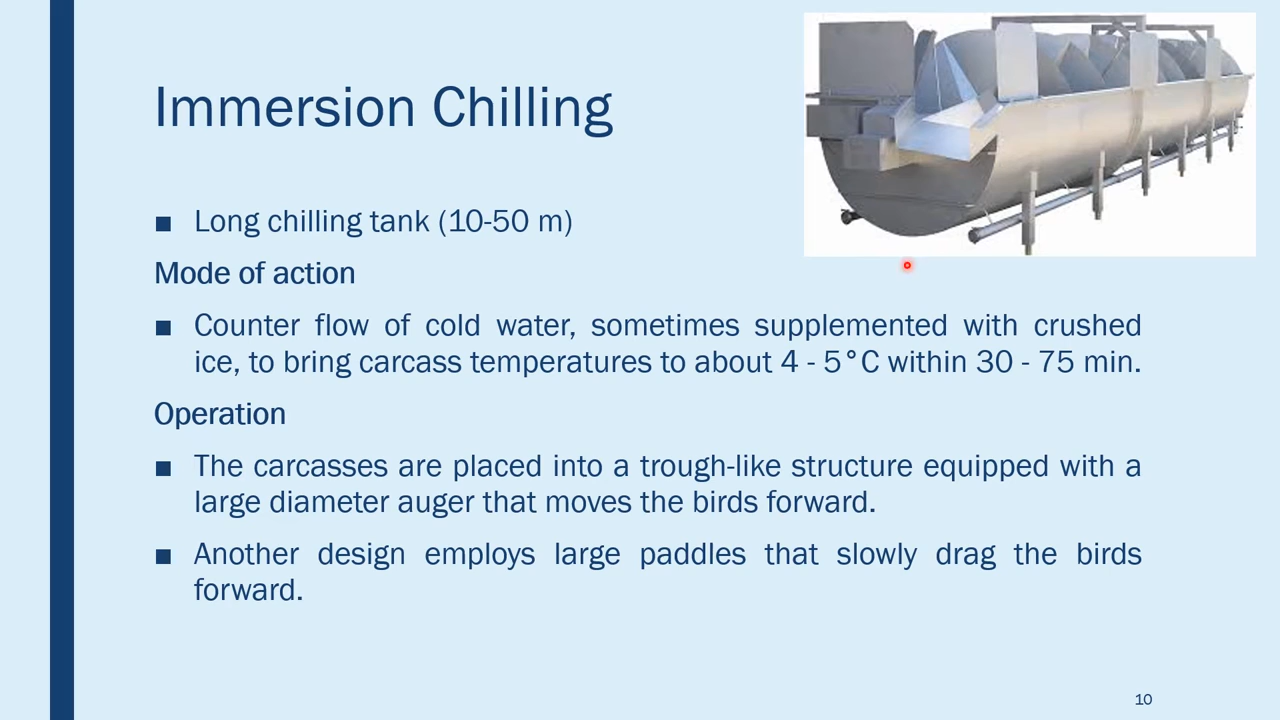 Immersion Chilling
▪ Long chilling tank (10-50 m)
Mode of action
▪ Counter flow of cold water, sometimes supplemented with crushed
ice, to bring carcass temperatures to about 4 - 5°C within 30 - 75 min.
Operation
▪ The carcasses are placed into a trough-like structure equipped with a
large diameter auger that moves the birds forward.
▪ Another design employs large paddles that slowly drag the birds
forward.
10